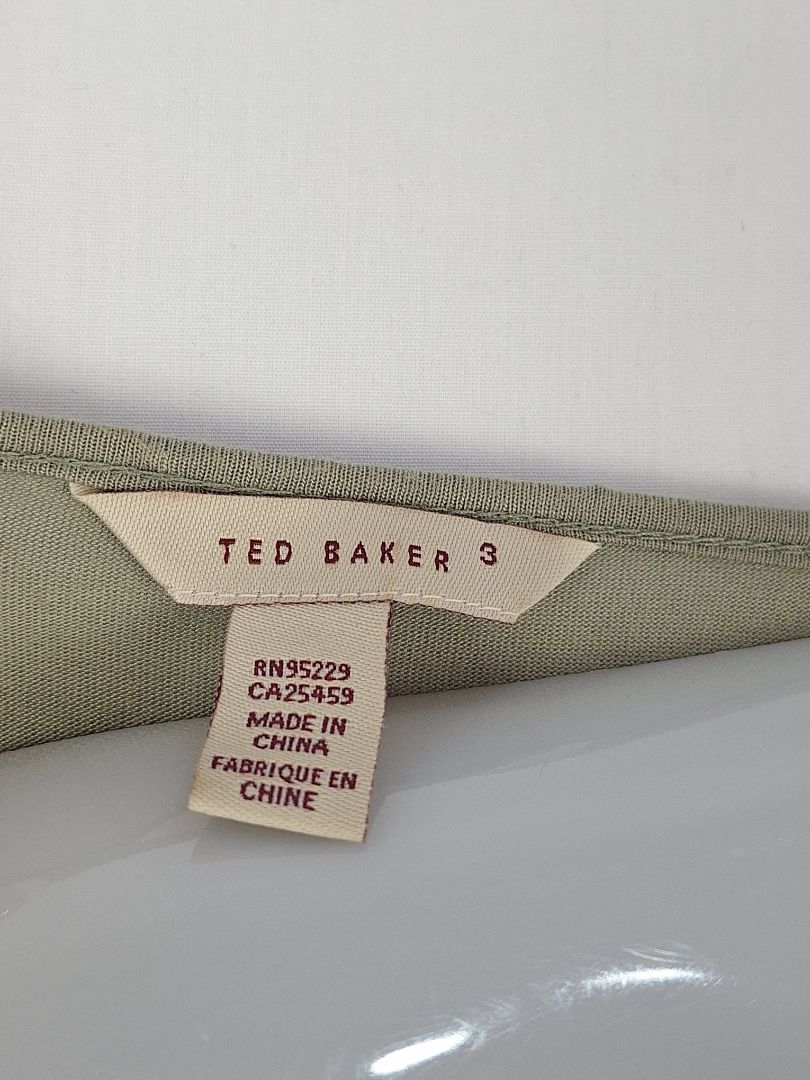 TED BAKER 3
RN95229
CA25459
MADE IN
CHINA
FABRIQUE EN
CHINE